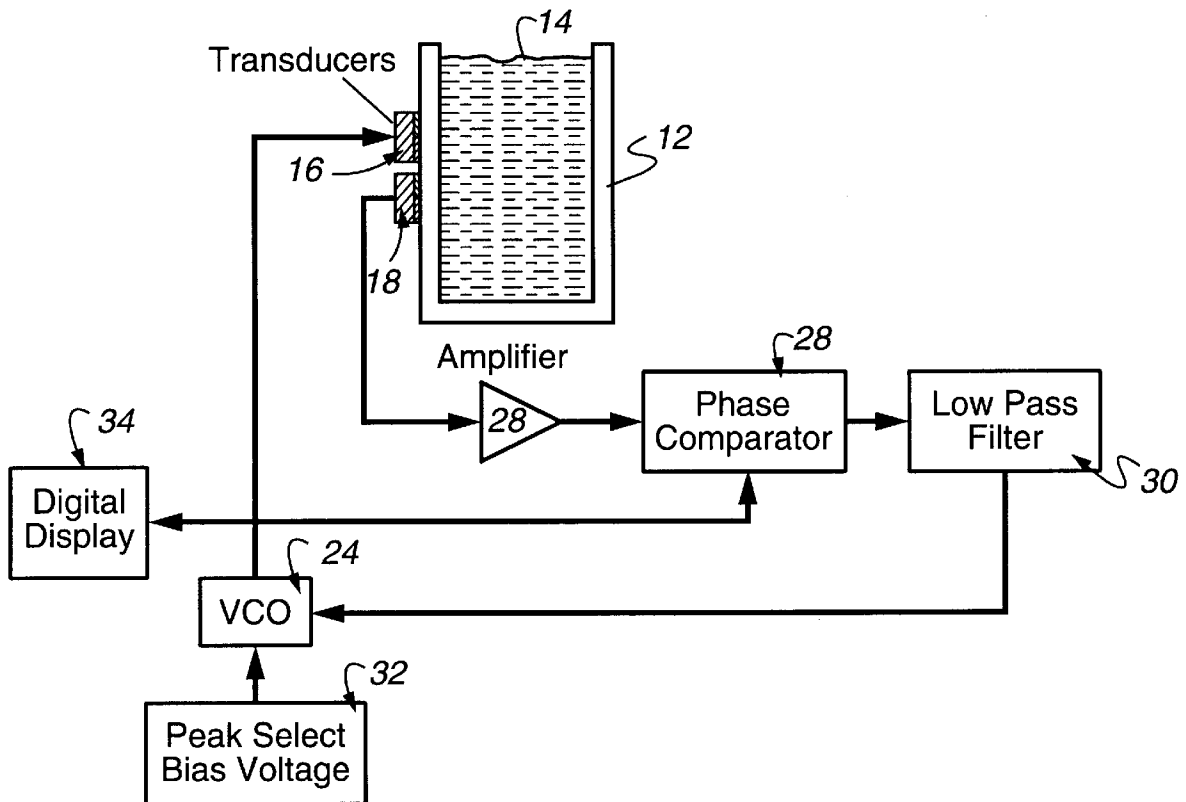 14
Transducers
12
16
18
Amplifier
28
28
Phase
Comparator
Low Pass
Filter
30
34
Digital
Display
24
VCO
32
Peak Select
Bias Voltage